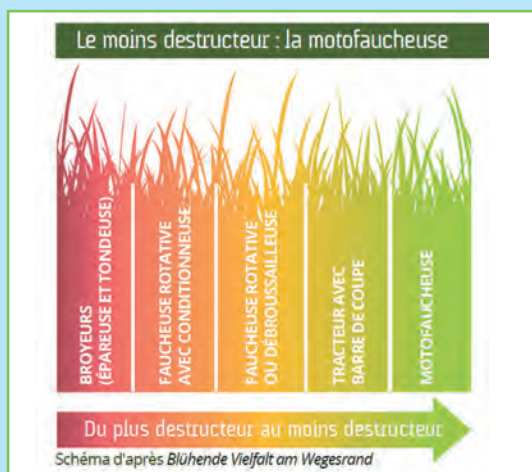 Le moins destructeur : la motofaucheuse
BROYEURS
(ÉPAREUSE ET TONDEUSE)
FAUCHEUSE ROTATIVE
AVEC CONDITIONNEUSE
FAUCHEUSE ROTATIVE
OU DÉBROUSSAILLEUSE
TRACTEUR AVEC
BARRE DE COUPE
MOTOFAUCHEUSE
Du plus destructeur au moins destructeur
Schéma d'après Blühende Vielfalt am Wegesrand